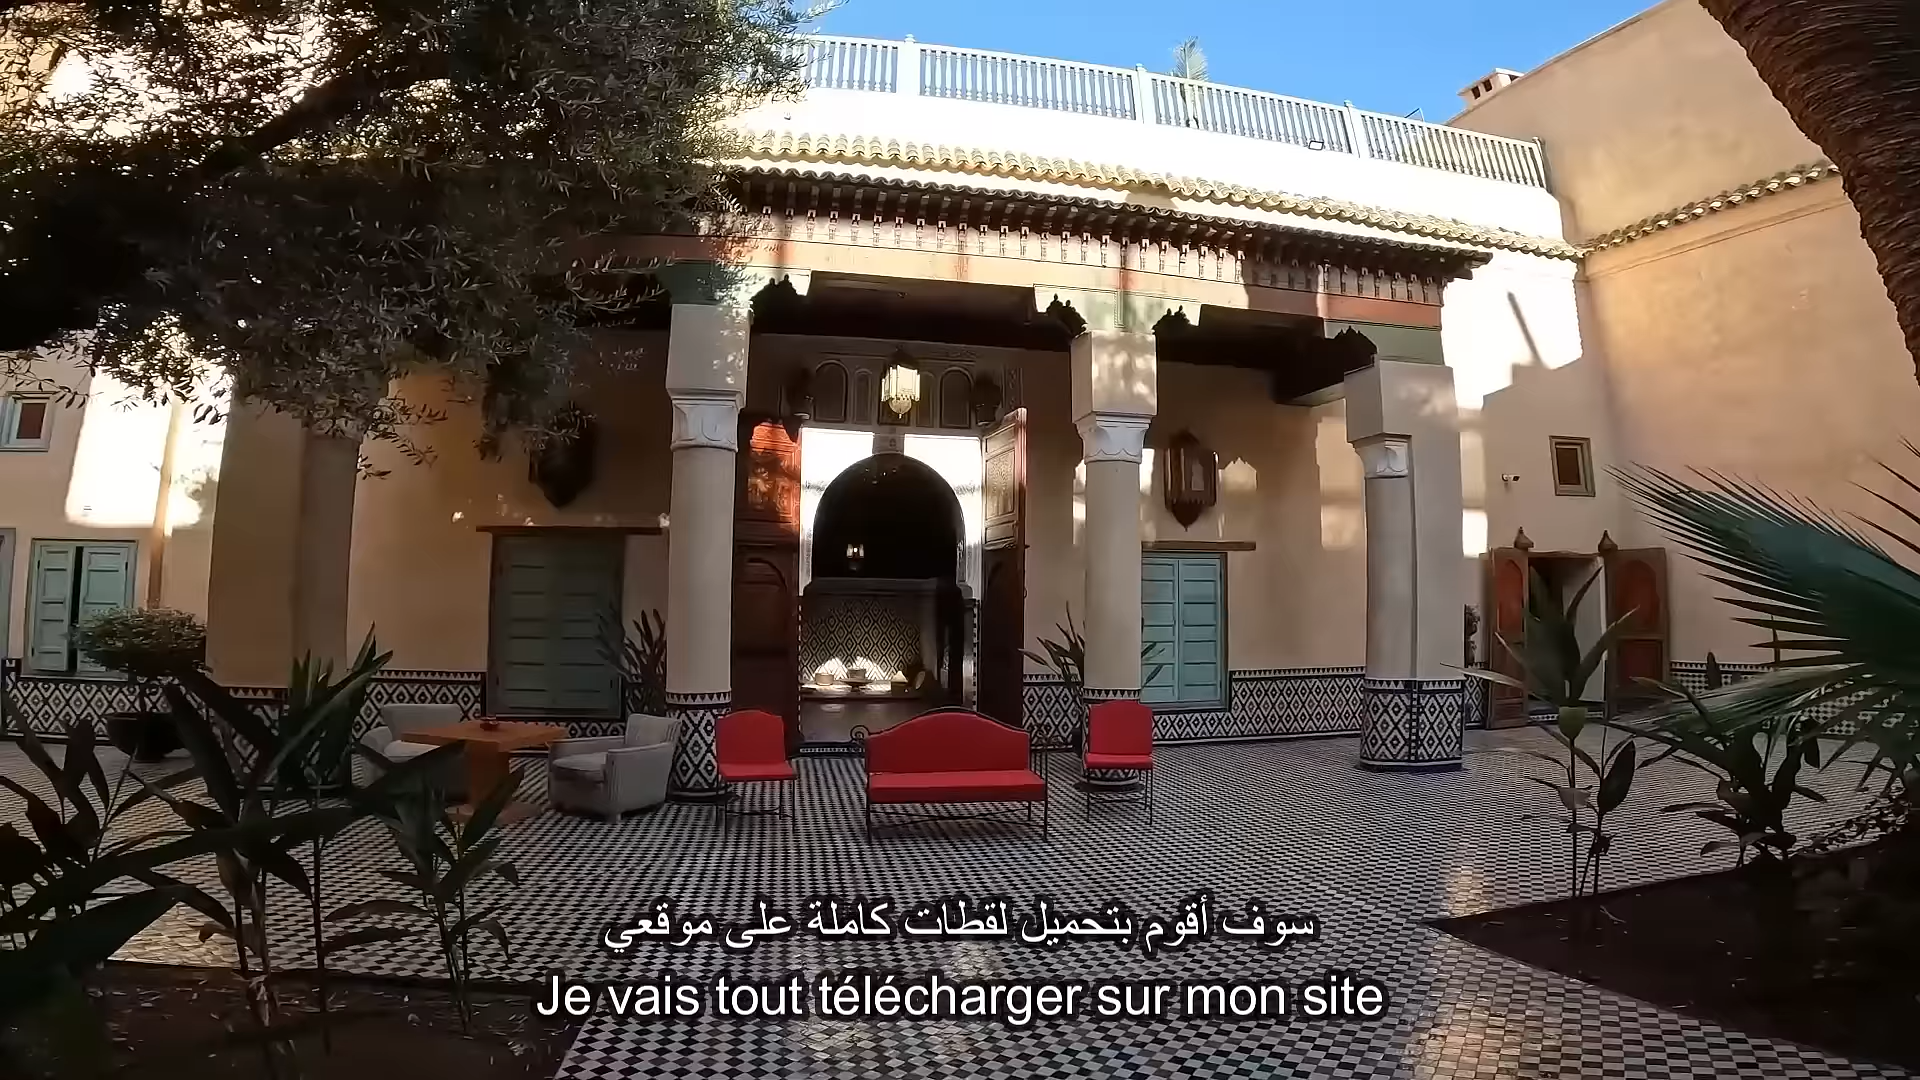 سوف أقوم بتحميل لقطات كاملة على موقعي
Je vais tout télécharger sur mon site